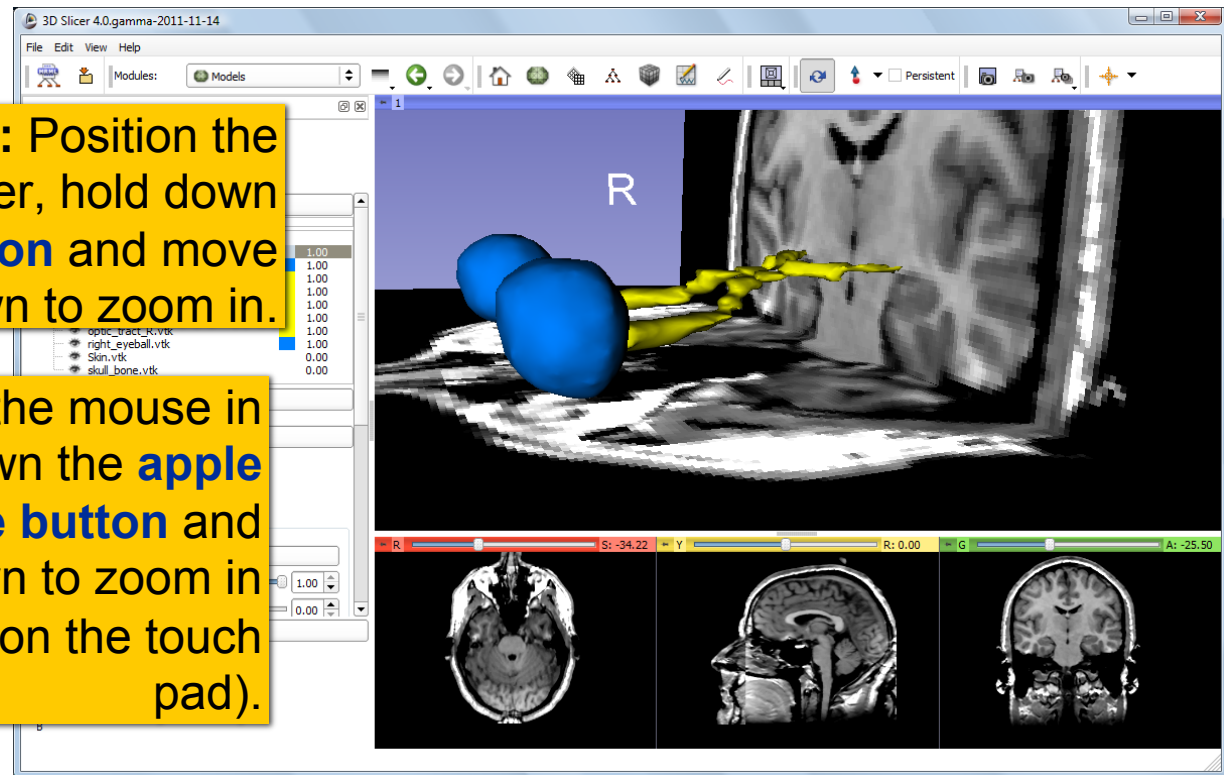 3D Slicer 4.0.gamma-2011-11-14
File Edit View Help
Modules: Models Persistent
1
: Position the
er, hold down
on and move
wn to zoom in.
R
1.00
1.00
1.00
1.00
1.00
1.00
optic_tract_R.vtk 1.00
right_eyeball.vtk 1.00
Skin.vtk 0.00
skull_bone.vtk 0.00
the mouse in
wn the apple
e button and
wn to zoom in
on the touch
pad).
1.00
0.00
R S: -34.22 Y R: 0.00 G A: -25.50
B